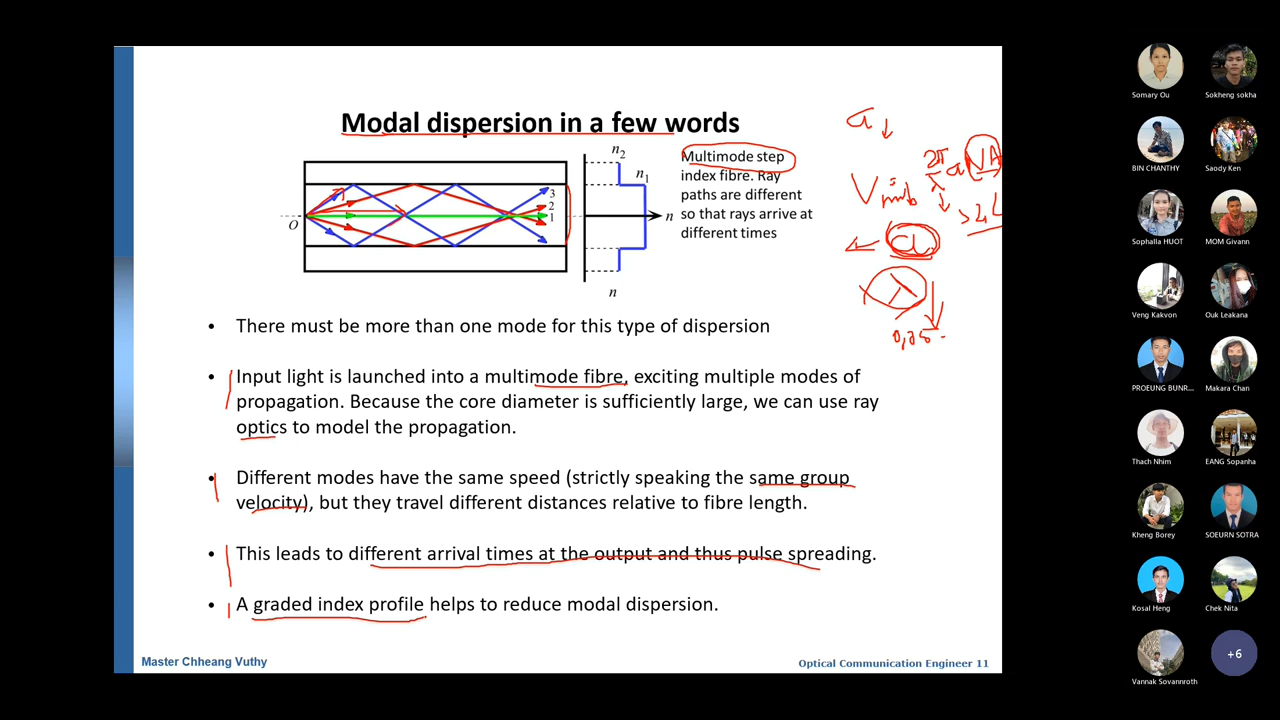 Modal dispersion in a few words
n2
n1
n
n
O
3
2
1
Multimode step
index fibre. Ray
paths are different
so that rays arrive at
different times
a
V
2π
λ
a NA
a
λ
• There must be more than one mode for this type of dispersion
• Input light is launched into a multimode fibre, exciting multiple modes of
propagation. Because the core diameter is sufficiently large, we can use ray
optics to model the propagation.
• Different modes have the same speed (strictly speaking the same group
velocity), but they travel different distances relative to fibre length.
• This leads to different arrival times at the output and thus pulse spreading.
• A graded index profile helps to reduce modal dispersion.
Master Chheang Vuthy
Optical Communication Engineer 11
Somary Ou
Sokheng sokha
BIN CHANTHY
Saody Ken
Sophalla HUOT
MOM Givann
Veng Kakvon
Ouk Leakana
PROEUNG BUNR...
Makara Chan
Thach Nhim
EANG Sopanha
Kheng Borey
SOEURN SOTRA
Kosal Heng
Chek Nita
Vannak Sovannroth
+6